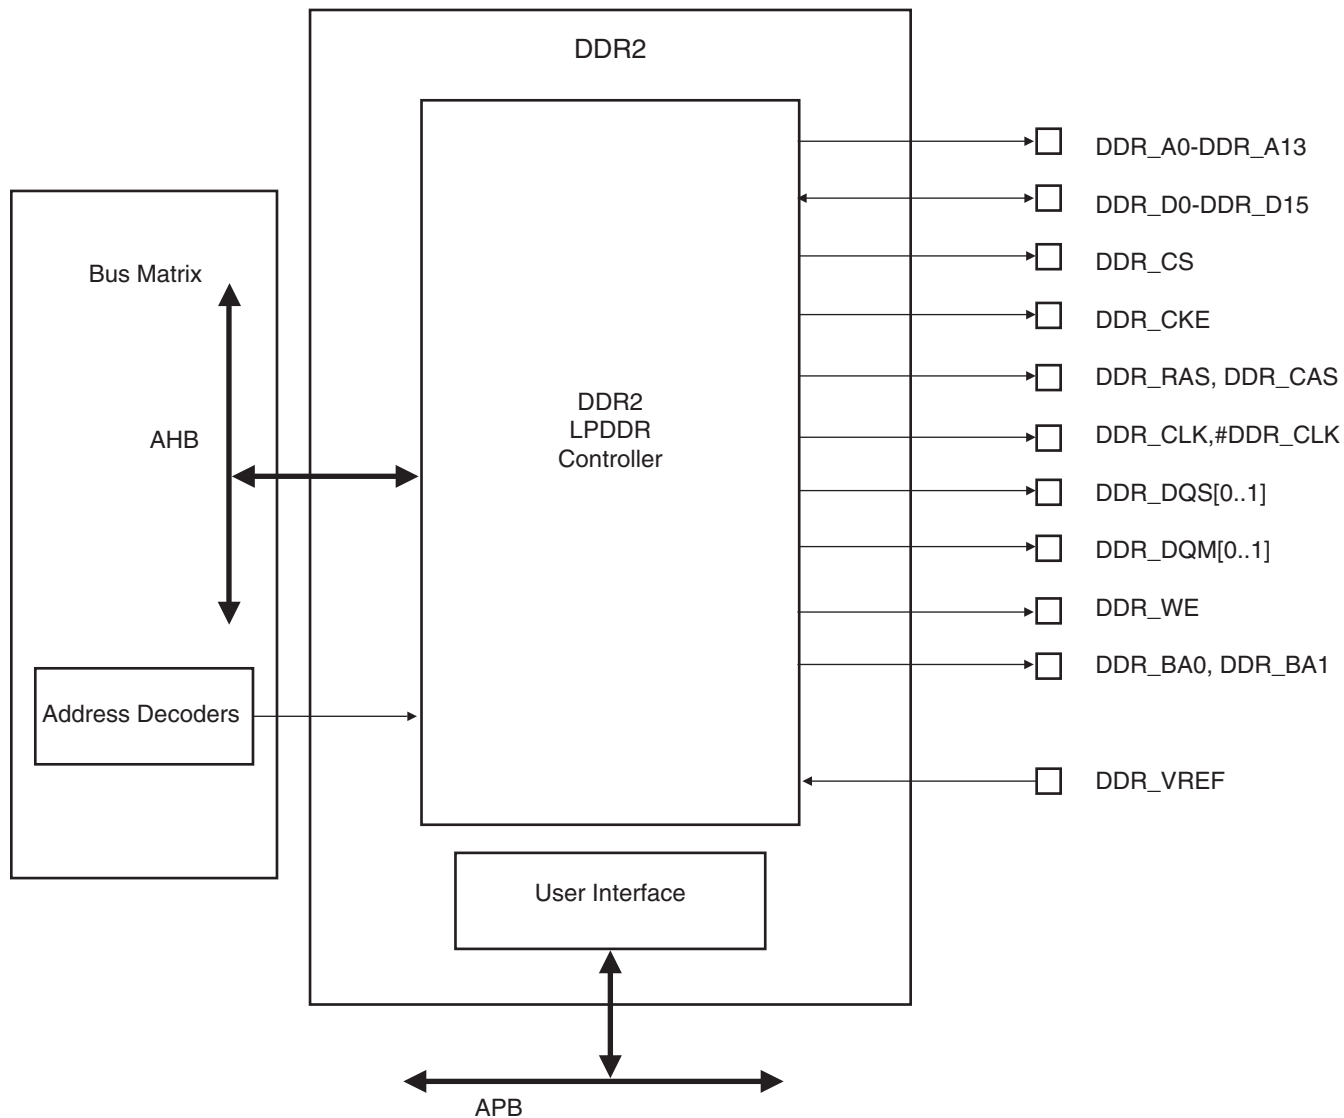 DDR2
Bus Matrix
AHB
Address Decoders
DDR2
LPDDR
Controller
User Interface
APB
DDR_A0-DDR_A13
DDR_D0-DDR_D15
DDR_CS
DDR_CKE
DDR_RAS, DDR_CAS
DDR_CLK,#DDR_CLK
DDR_DQS[0..1]
DDR_DQM[0..1]
DDR_WE
DDR_BA0, DDR_BA1
DDR_VREF